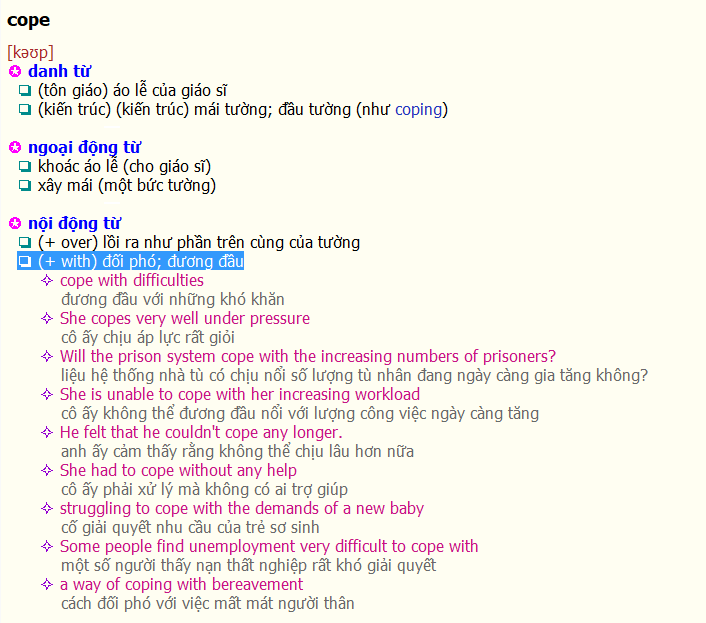 cope
[kəʊp]
danh từ
(tôn giáo) áo lễ của giáo sĩ
(kiến trúc) (kiến trúc) mái tường; đầu tường (như coping)
ngoại động từ
khoác áo lễ (cho giáo sĩ)
xây mái (một bức tường)
nội động từ
(+ over) lồi ra như phần trên cùng của tường
(+ with) đối phó; đương đầu
cope with difficulties
đương đầu với những khó khăn
She copes very well under pressure
cô ấy chịu áp lực rất giỏi
Will the prison system cope with the increasing numbers of prisoners?
liệu hệ thống nhà tù có chịu nổi số lượng tù nhân đang ngày càng gia tăng không?
She is unable to cope with her increasing workload
cô ấy không thể đương đầu nổi với lượng công việc ngày càng tăng
He felt that he couldn't cope any longer.
anh ấy cảm thấy rằng không thể chịu lâu hơn nữa
She had to cope without any help
cô ấy phải xử lý mà không có ai trợ giúp
struggling to cope with the demands of a new baby
cố giải quyết nhu cầu của trẻ sơ sinh
Some people find unemployment very difficult to cope with
một số người thấy nạn thất nghiệp rất khó giải quyết
a way of coping with bereavement
cách đối phó với việc mất mát người thân